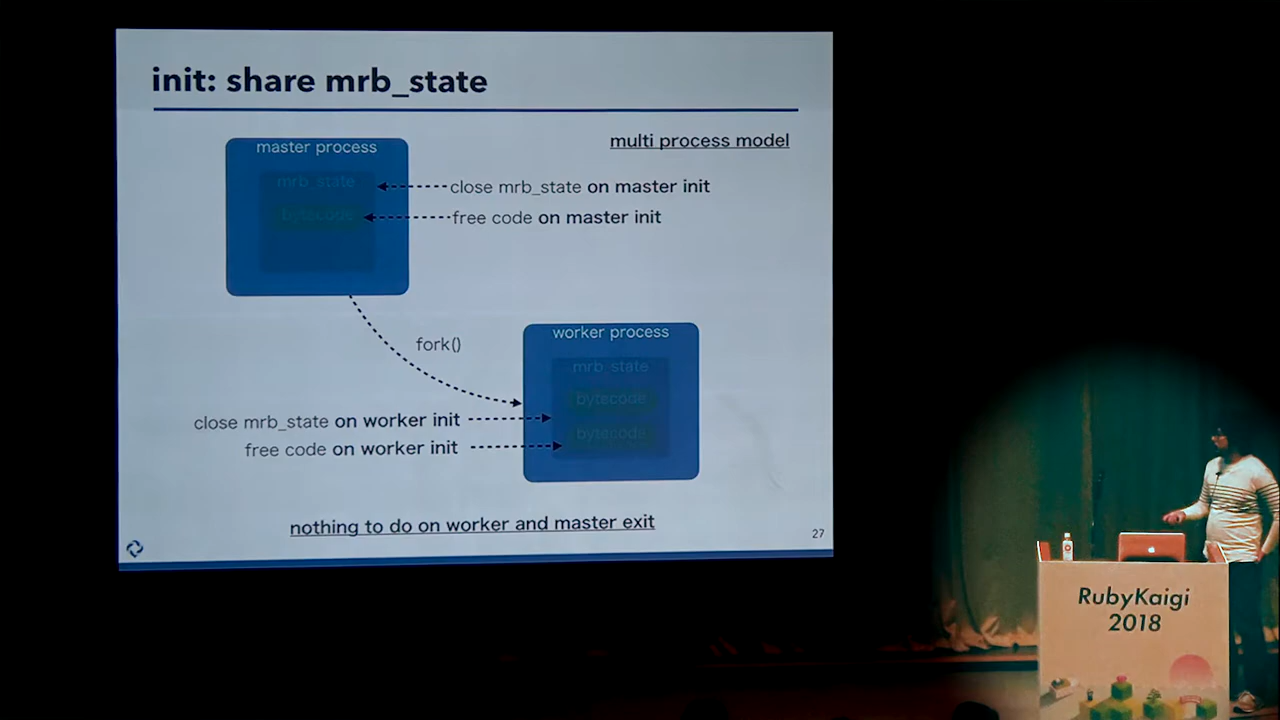 init: share mrb_state
multi process model
master process
mrb_state
bytecode
close mrb_state on master init
free code on master init
fork()
worker process
mrb_state
bytecode
bytecode
close mrb_state on worker init
free code on worker init
nothing to do on worker and master exit
27
RubyKaigi
2018